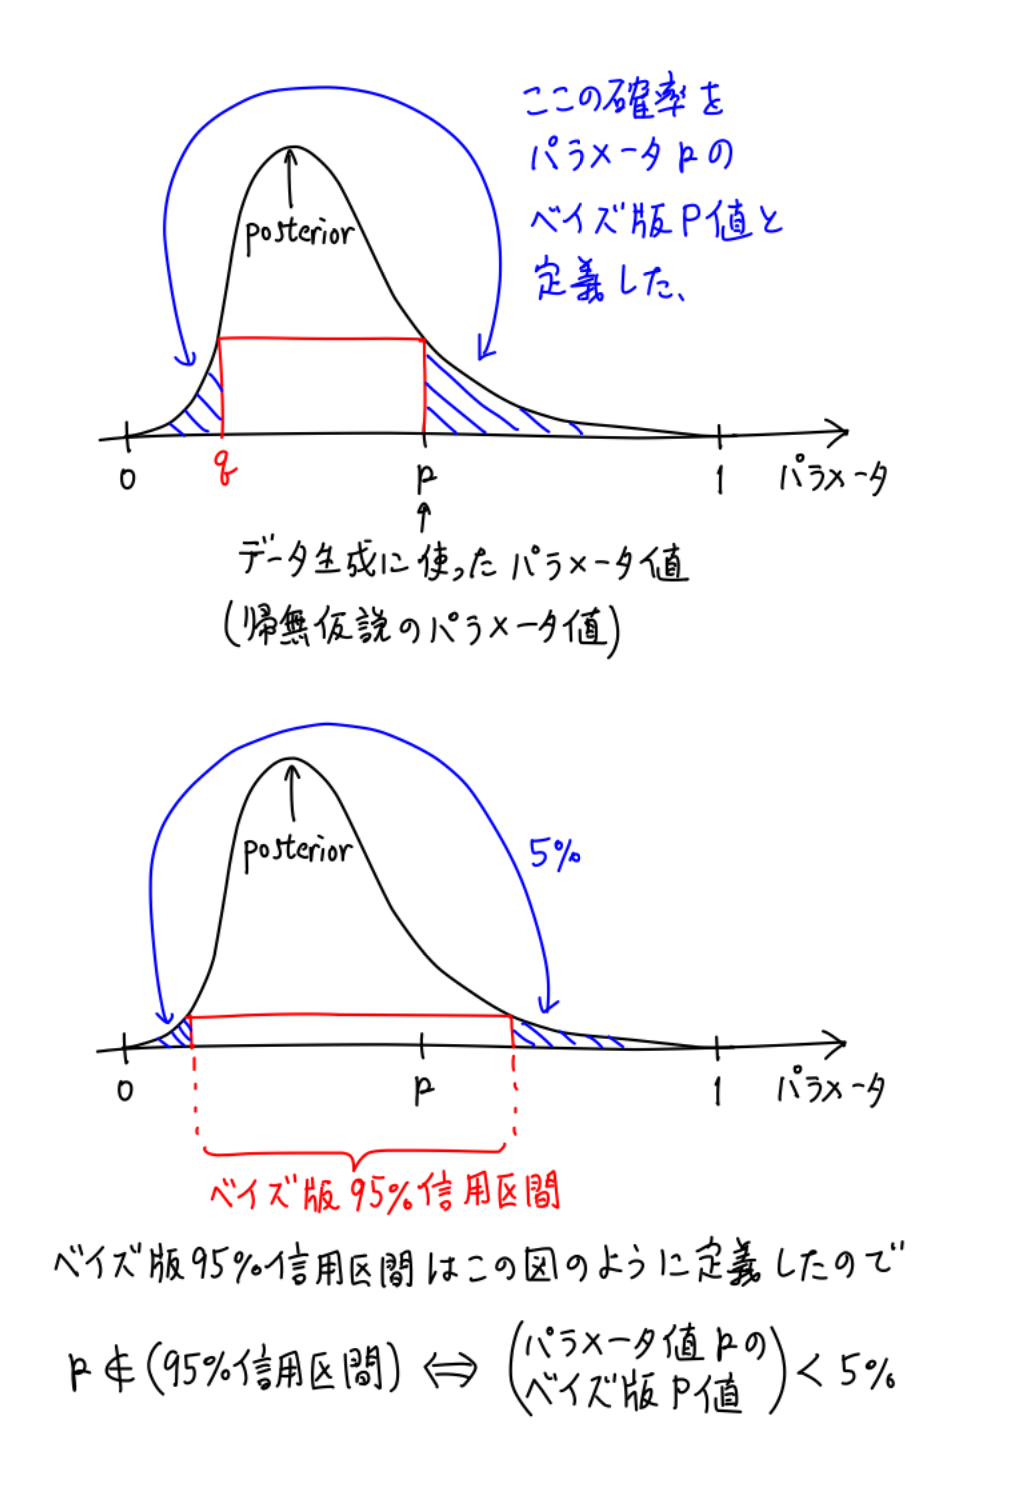 ここの確率を
パラメータpの
ベイズ版P値と
定義した、
posterior
0
q
p
1
パラメータ
データ生成に使ったパラメータ値
(帰無仮説のパラメータ値)
posterior
5%
0
p
1
パラメータ
ベイズ版95%信用区間
ベイズ版95%信用区間はこの図のように定義したので
p ∉ (95%信用区間) ⇔ (パラメータ値pの
ベイズ版P値) < 5%